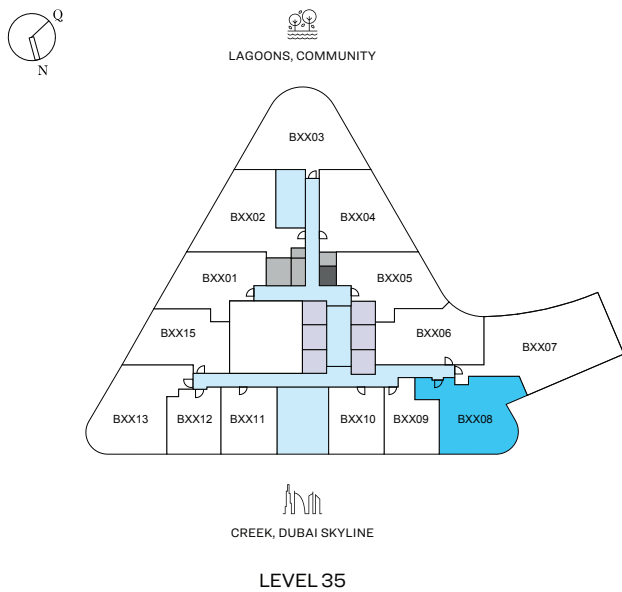 Q
N
LAGOONS, COMMUNITY
BXX03
BXX02
BXX04
BXX01
BXX05
BXX15
BXX06
BXX07
BXX13
BXX12
BXX11
BXX10
BXX09
BXX08
CREEK, DUBAI SKYLINE
LEVEL 35